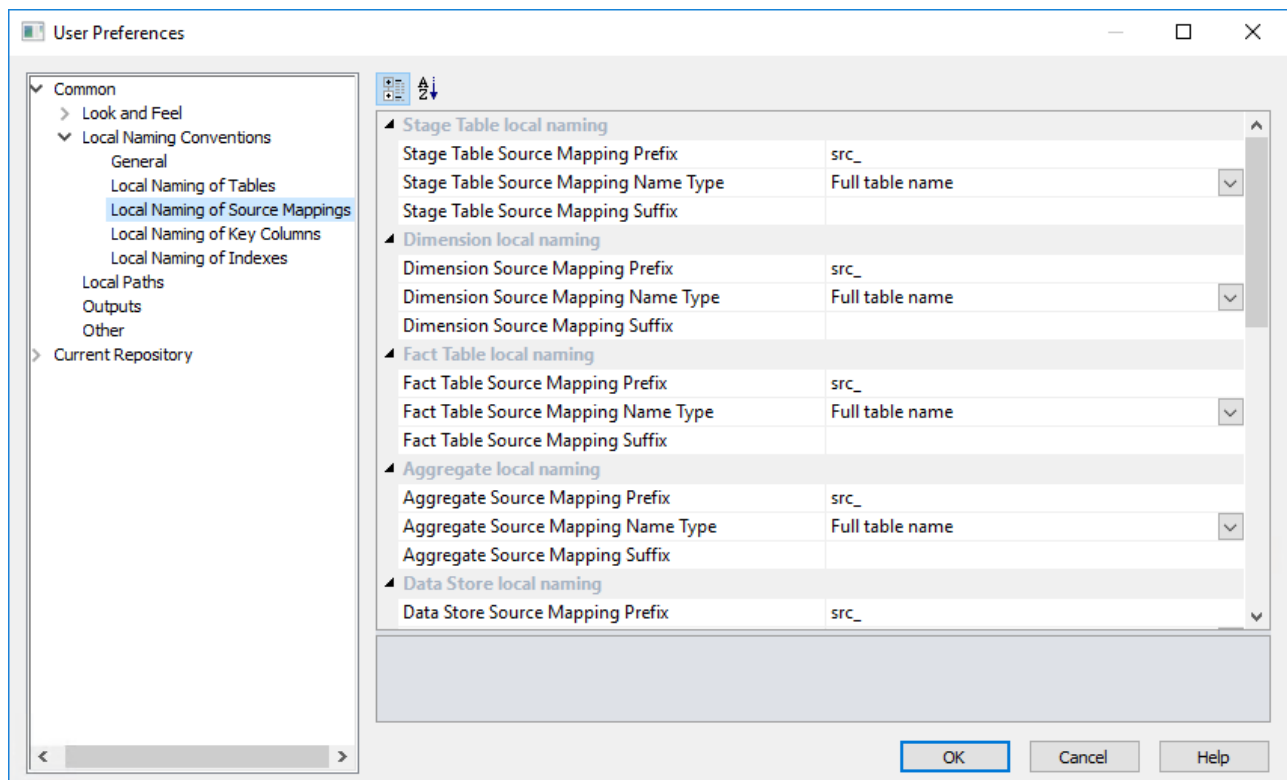 User Preferences
Common
Look and Feel
Local Naming Conventions
General
Local Naming of Tables
Local Naming of Source Mappings
Local Naming of Key Columns
Local Naming of Indexes
Local Paths
Outputs
Other
Current Repository
Stage Table local naming
Stage Table Source Mapping Prefix src_
Stage Table Source Mapping Name Type Full table name
Stage Table Source Mapping Suffix
Dimension local naming
Dimension Source Mapping Prefix src_
Dimension Source Mapping Name Type Full table name
Dimension Source Mapping Suffix
Fact Table local naming
Fact Table Source Mapping Prefix src_
Fact Table Source Mapping Name Type Full table name
Fact Table Source Mapping Suffix
Aggregate local naming
Aggregate Source Mapping Prefix src_
Aggregate Source Mapping Name Type Full table name
Aggregate Source Mapping Suffix
Data Store local naming
Data Store Source Mapping Prefix src_
OK Cancel Help